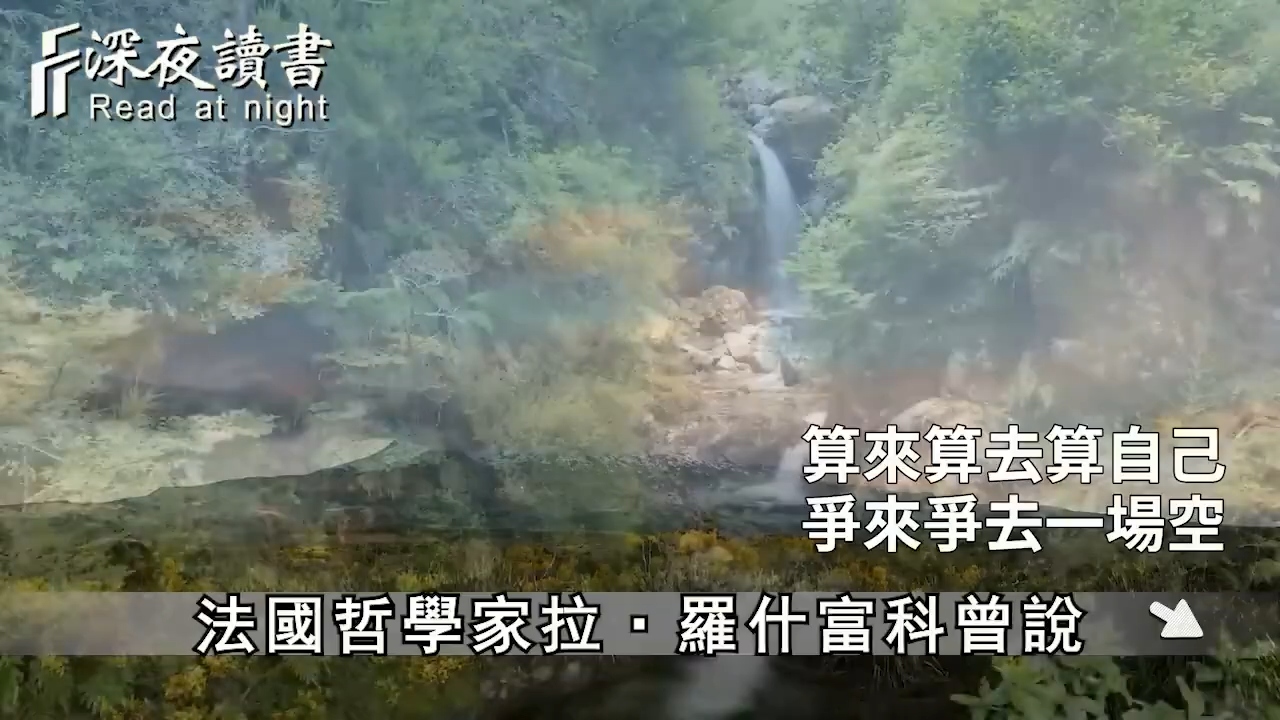 深夜讀書
Read at night
算來算去算自己
爭來爭去一場空
法國哲學家拉·羅什富科曾說